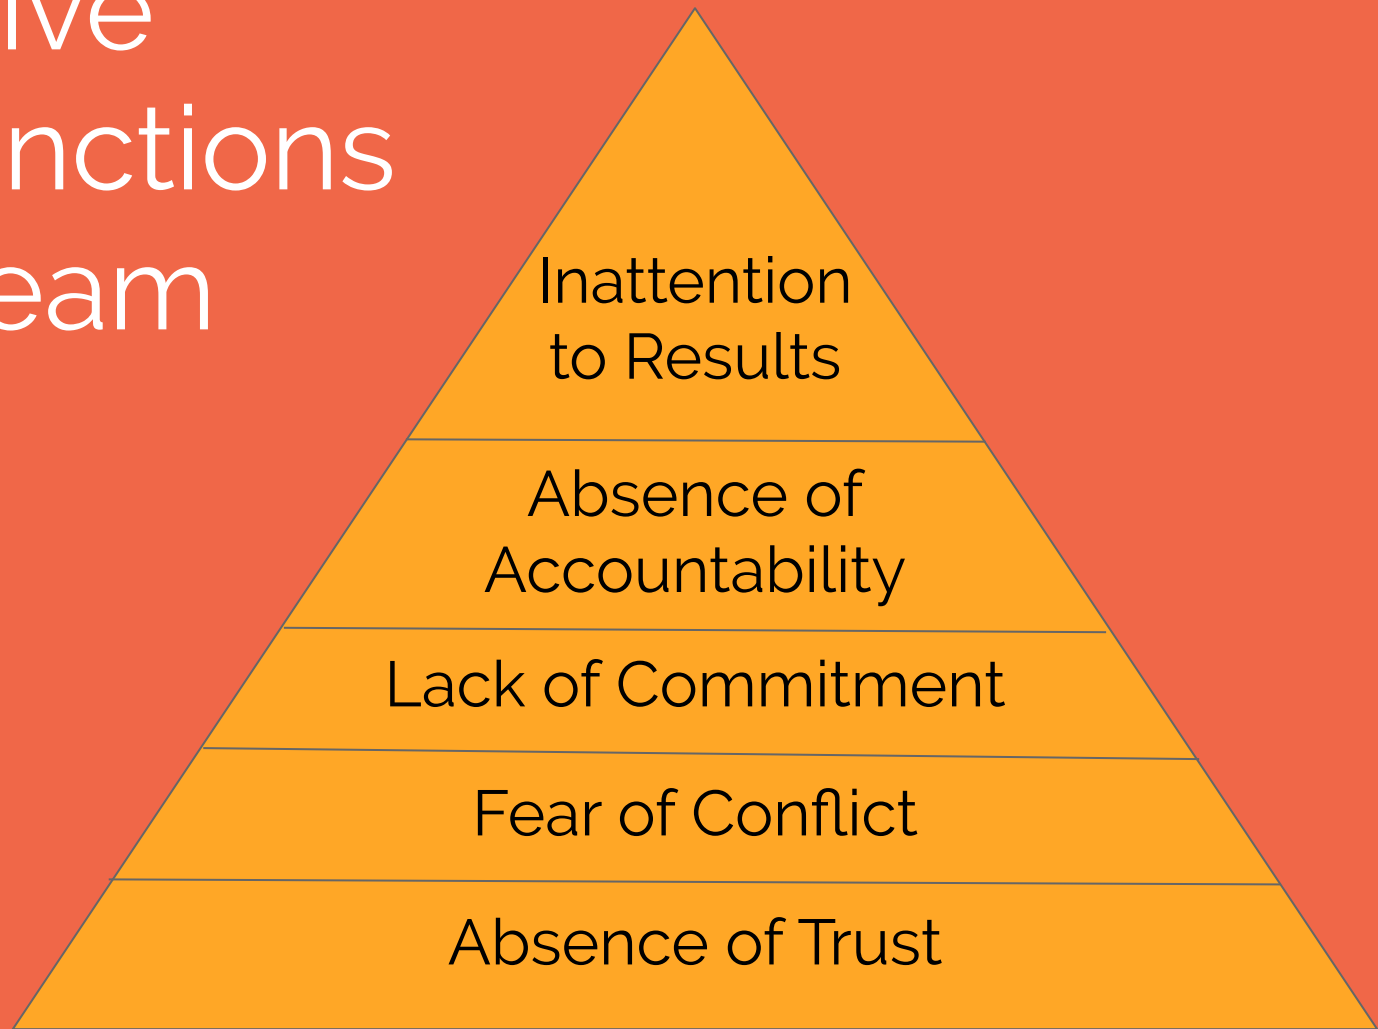 ive
nctions
eam
Inattention
to Results
Absence of
Accountability
Lack of Commitment
Fear of Conflict
Absence of Trust